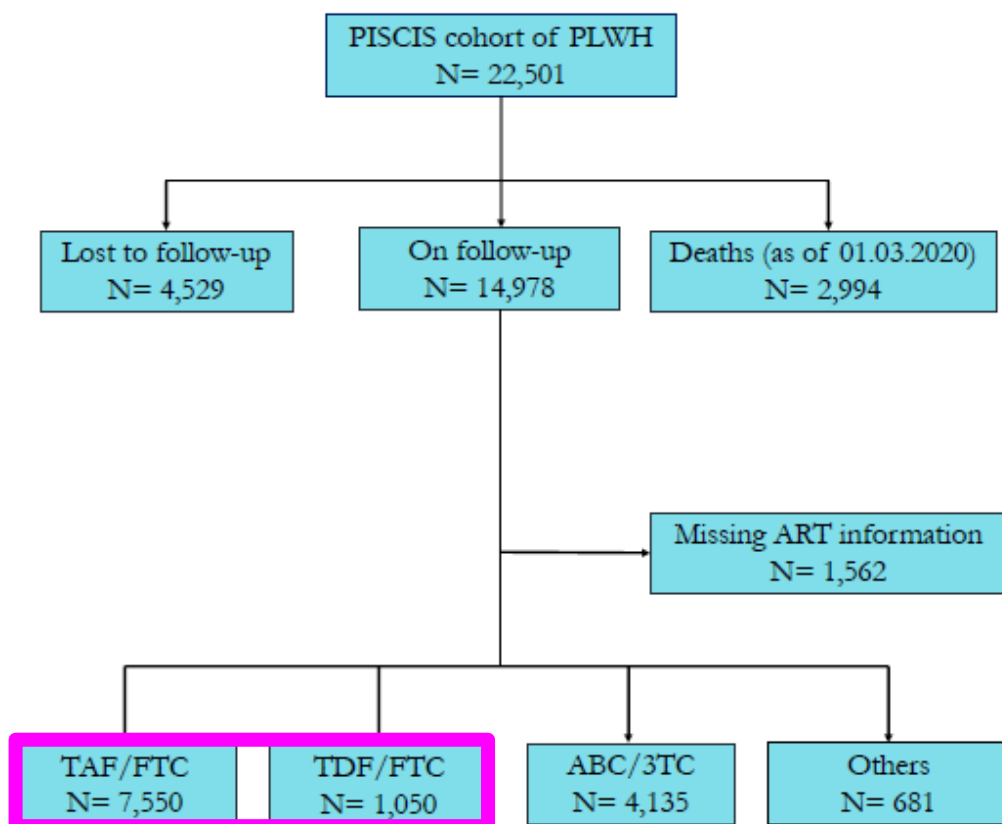 PISCIS cohort of PLWH
N= 22,501
Lost to follow-up
N= 4,529
On follow-up
N= 14,978
Deaths (as of 01.03.2020)
N= 2,994
Missing ART information
N= 1,562
TAF/FTC
N= 7,550
TDF/FTC
N= 1,050
ABC/3TC
N= 4,135
Others
N= 681